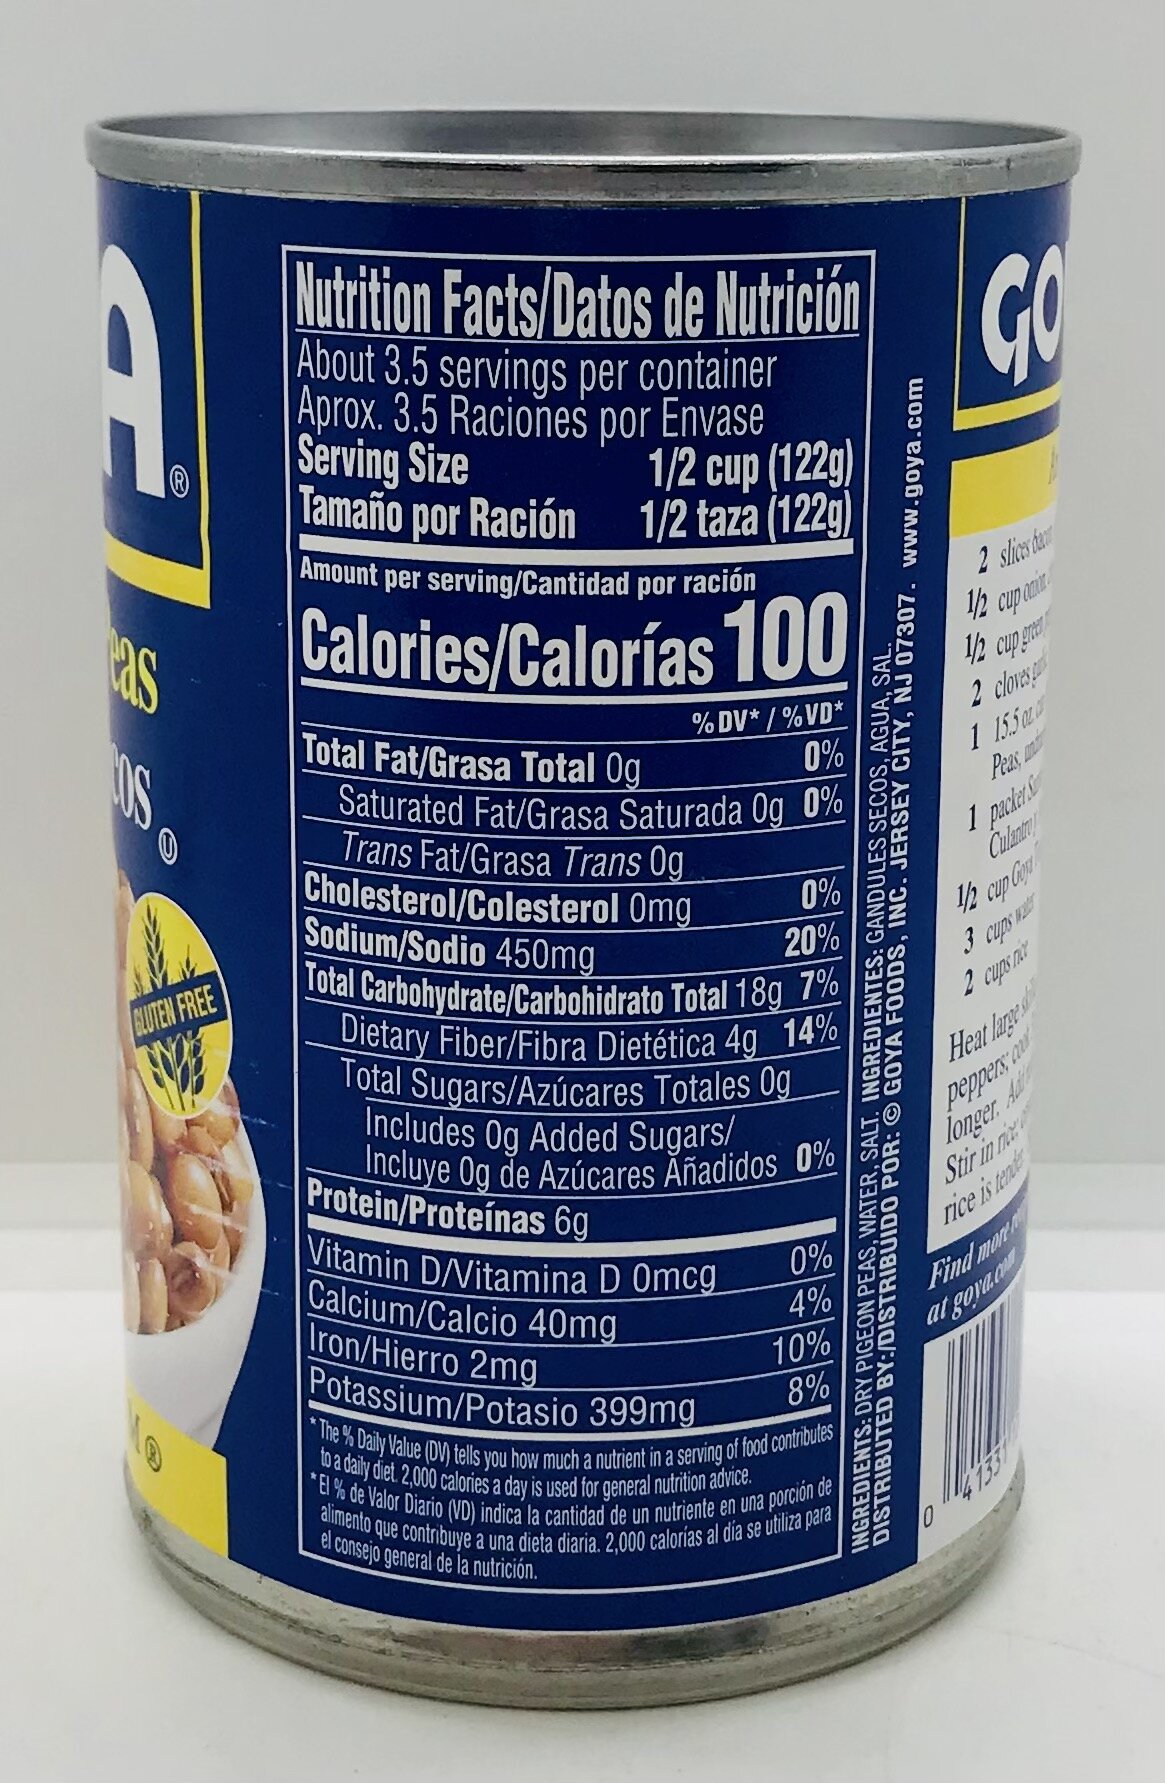 A®
eas
cos
GLUTEN FREE
Nutrition Facts/Datos de Nutrición
About 3.5 servings per container
Aprox. 3.5 Raciones por Envase
Serving Size 1/2 cup (122g)
Tamaño por Ración 1/2 taza (122g)
Amount per serving/Cantidad por ración
Calories/Calorías 100
% DV* / %VD*
Total Fat/Grasa Total 0g 0%
Saturated Fat/Grasa Saturada 0g 0%
Trans Fat/Grasa Trans 0g
Cholesterol/Colesterol 0mg 0%
Sodium/Sodio 450mg 20%
Total Carbohydrate/Carbohidrato Total 18g 7%
Dietary Fiber/Fibra Dietética 4g 14%
Total Sugars/Azúcares Totales 0g
Includes 0g Added Sugars/
Incluye 0g de Azúcares Añadidos 0%
Protein/Proteínas 6g
Vitamin D/Vitamina D 0mcg 0%
Calcium/Calcio 40mg 4%
Iron/Hierro 2mg 10%
Potassium/Potasio 399mg 8%
*The % Daily Value (DV) tells you how much a nutrient in a serving of food contributes
to a daily diet. 2,000 calories a day is used for general nutrition advice.
*El % de Valor Diario (VD) indica la cantidad de un nutriente en una porción de
alimento que contribuye a una dieta diaria. 2,000 calorías al día se utiliza para
el consejo general de la nutrición.
INGREDIENTS: DRY PIGEON PEAS, WATER, SALT. INGREDIENTES: GANDULES SECOS, AGUA, SAL.
DISTRIBUTED BY:/DISTRIBUIDO POR: © GOYA FOODS, INC. JERSEY CITY, NJ 07307. www.goya.com
GO
2 slices
1/2 cup onion
1/2 cup green
2 cloves
1 15.5 oz.
Peas,
1 packet
Culantro
1/2 cup Goya
3 cups water
2 cups rice
Heat large
peppers;
longer.
Stir in rice;
rice is tender
Find more
at goya.com
0 41331